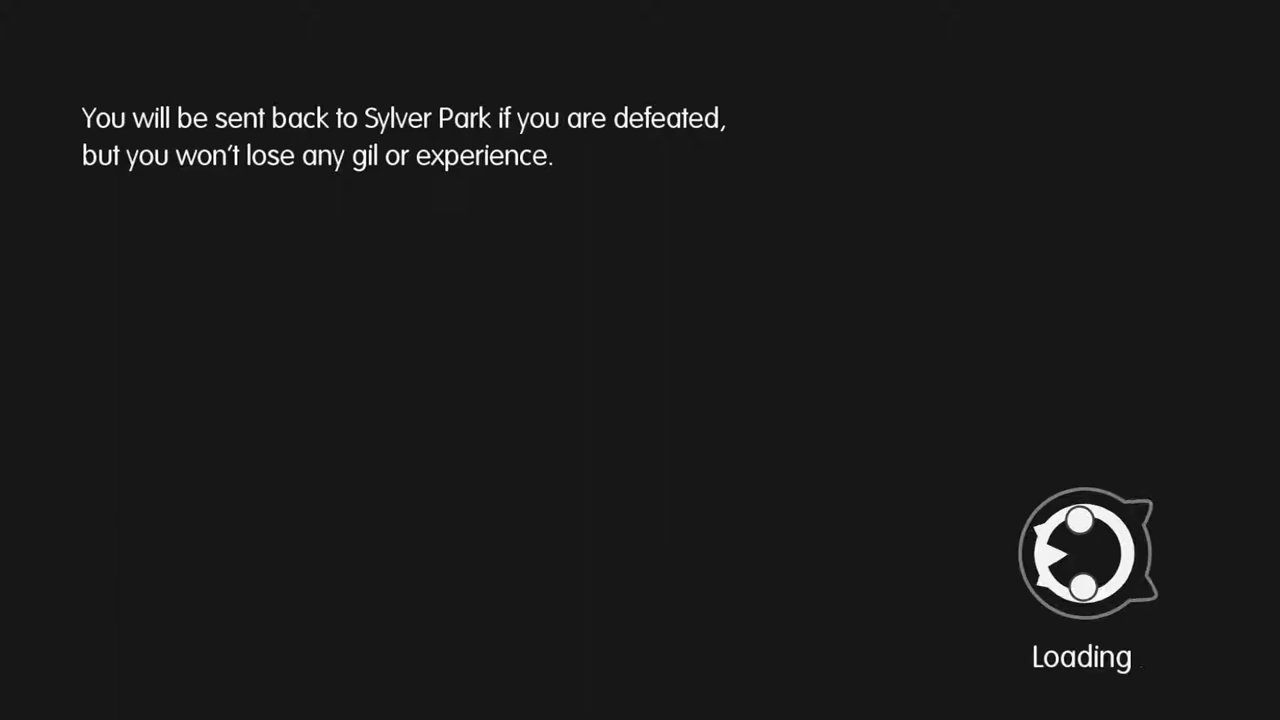 You will be sent back to Sylver Park if you are defeated,
but you won't lose any gil or experience.
Loading